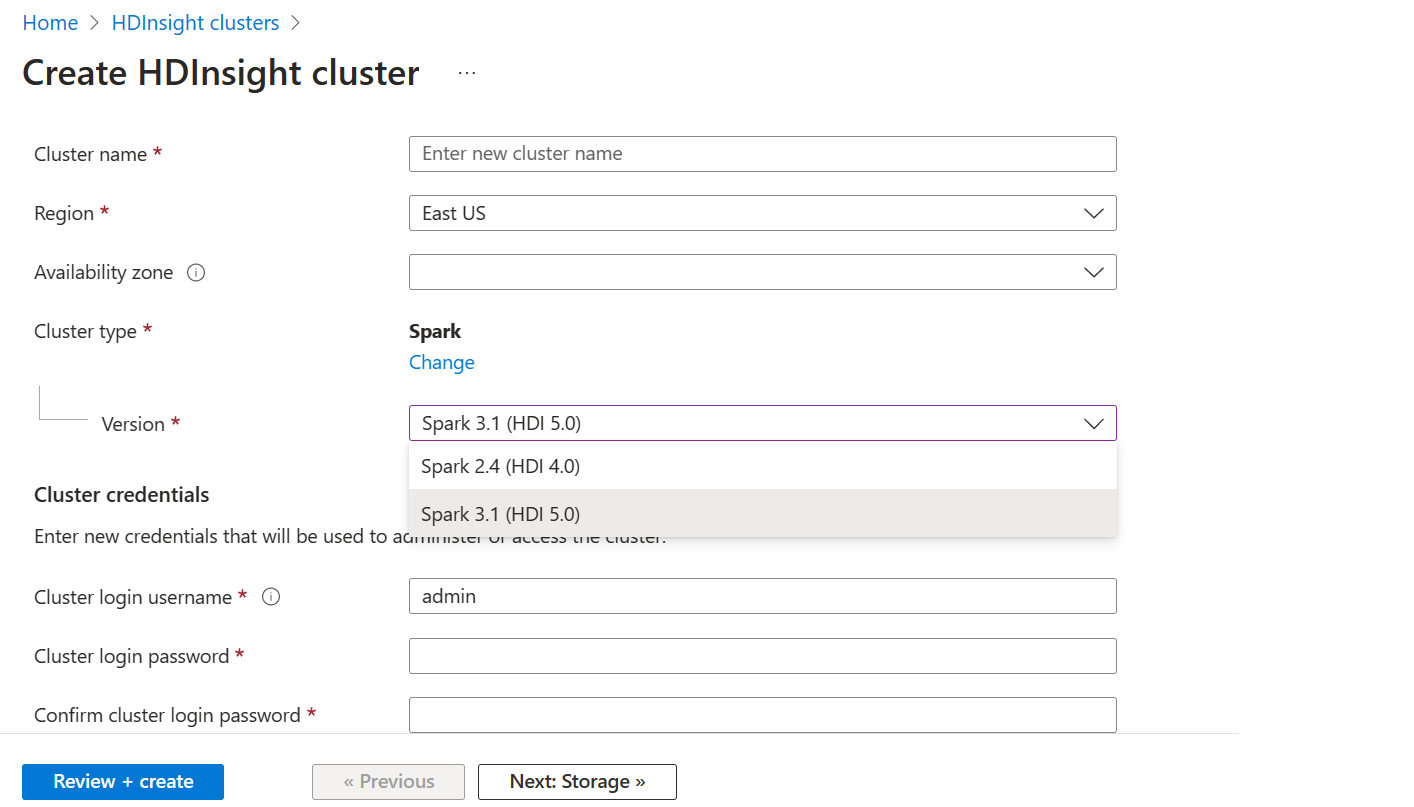 Home > HDInsight clusters >
Create HDInsight cluster ...
Cluster name * Enter new cluster name
Region * East US
Availability zone
Cluster type * Spark
Change
Version * Spark 3.1 (HDI 5.0)
Spark 2.4 (HDI 4.0)
Spark 3.1 (HDI 5.0)
Cluster credentials
Enter new credentials that will be used to administer or access the cluster.
Cluster login username * admin
Cluster login password *
Confirm cluster login password *
Review + create « Previous Next: Storage »